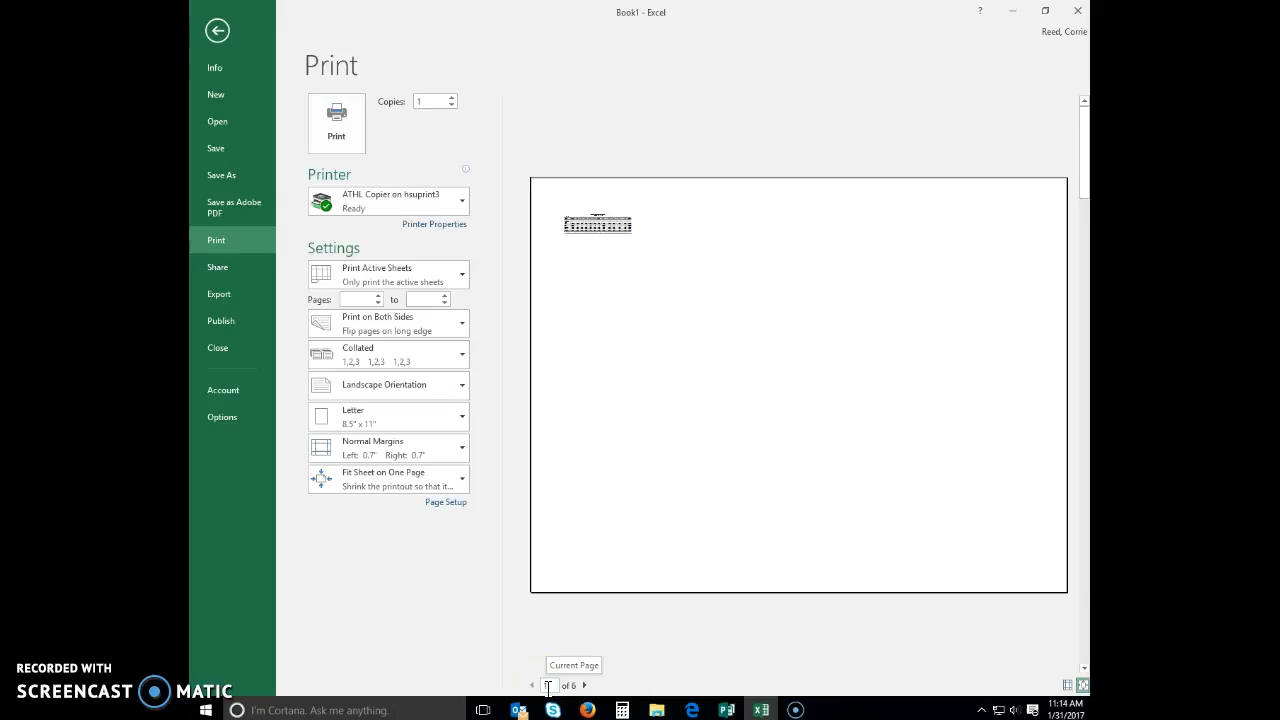 Book1 - Excel
?
Reed, Corrie
Info
New
Open
Save
Save As
Save as Adobe
PDF
Print
Share
Export
Publish
Close
Account
Options
Print
Copies: 1
Print
Printer
ATHL Copier on hsuprint3
Ready
Printer Properties
Settings
Print Active Sheets
Only print the active sheets
Pages: to
Print on Both Sides
Flip pages on long edge
Collated
1,2,3 1,2,3 1,2,3
Landscape Orientation
Letter
8.5" x 11"
Normal Margins
Left: 0.7" Right: 0.7"
Fit Sheet on One Page
Shrink the printout so that it...
Page Setup
Current Page
of 6
RECORDED WITH
SCREENCAST MATIC
I'm Cortana. Ask me anything.
11:14 AM
1/31/2017